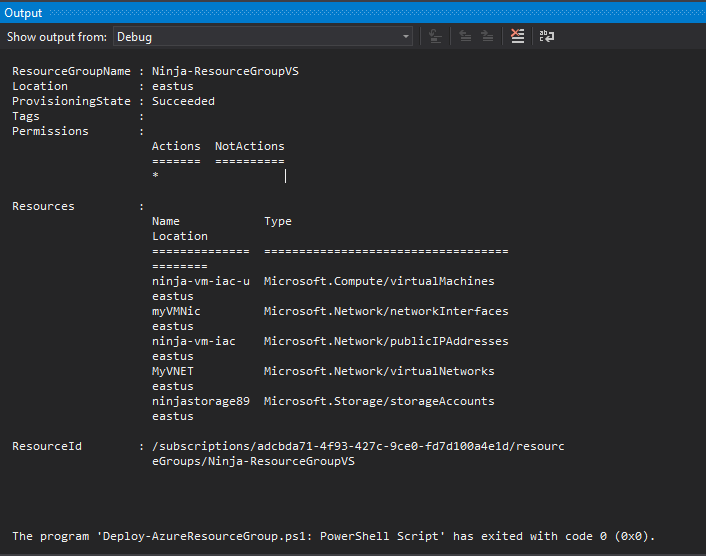 Output
Show output from: Debug
ResourceGroupName : Ninja-ResourceGroupVS
Location          : eastus
ProvisioningState : Succeeded
Tags              :
Permissions       :
                    Actions  NotActions
                    =======  ==========
                    *
Resources         :
                    Name            Type
                    Location
                    ==============  ===================================
                    ========
                    ninja-vm-iac-u  Microsoft.Compute/virtualMachines
                    eastus
                    myVMNic         Microsoft.Network/networkInterfaces
                    eastus
                    ninja-vm-iac    Microsoft.Network/publicIPAddresses
                    eastus
                    MyVNET          Microsoft.Network/virtualNetworks
                    eastus
                    ninjastorage89  Microsoft.Storage/storageAccounts
                    eastus
ResourceId        : /subscriptions/adcbda71-4f93-427c-9ce0-fd7d100a4e1d/resourc
                    eGroups/Ninja-ResourceGroupVS
The program 'Deploy-AzureResourceGroup.ps1: PowerShell Script' has exited with code 0 (0x0).